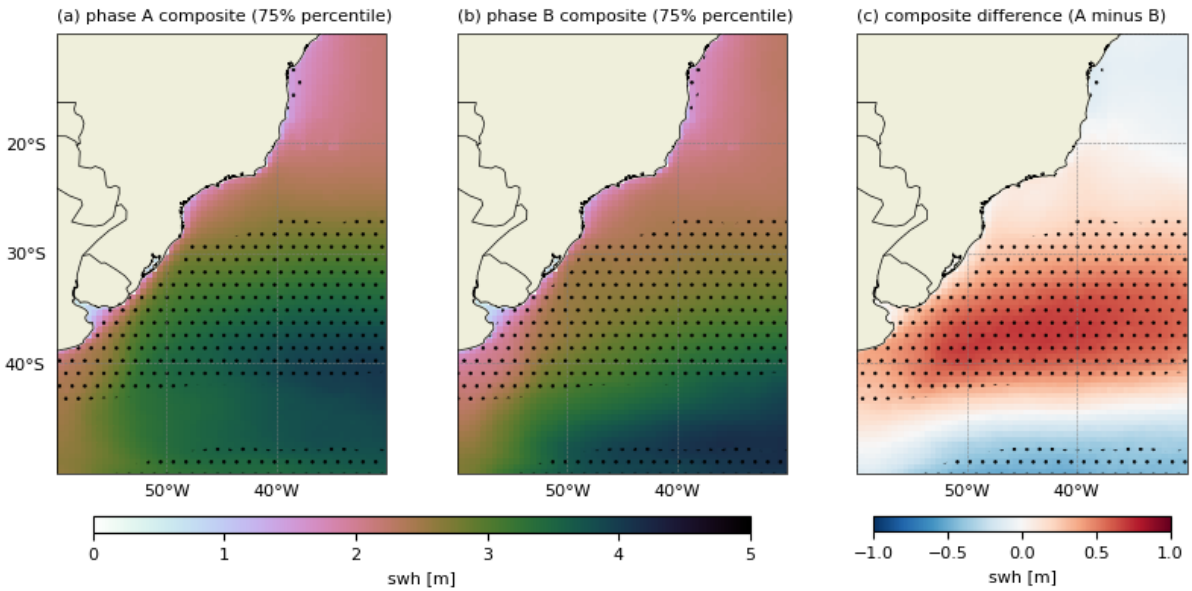 (a) phase A composite (75% percentile)
(b) phase B composite (75% percentile)
(c) composite difference (A minus B)
20°S
30°S
40°S
50°W 40°W
50°W 40°W
50°W 40°W
0 1 2 3 4 5
swh [m]
−1.0 −0.5 0.0 0.5 1.0
swh [m]